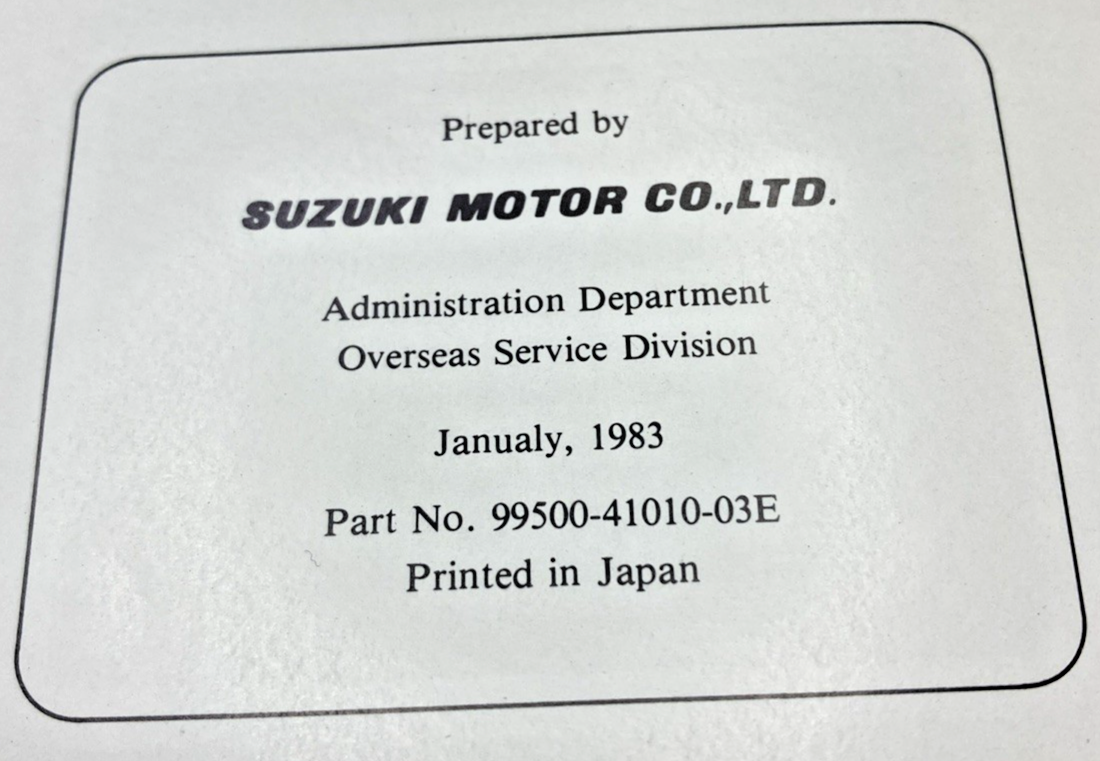 Prepared by
SUZUKI MOTOR CO.,LTD.
Administration Department
Overseas Service Division
Janualy, 1983
Part No. 99500-41010-03E
Printed in Japan